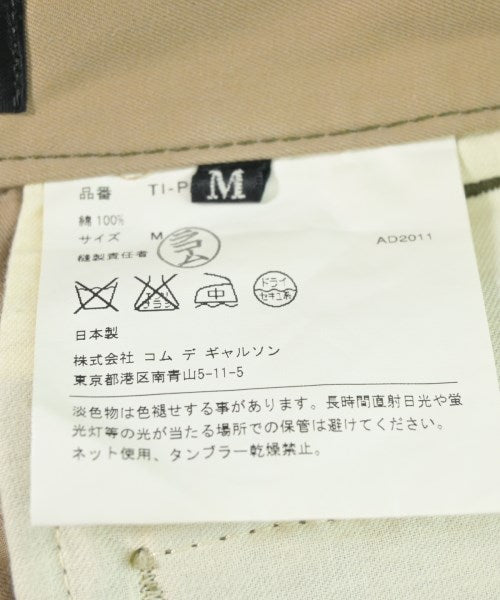 品番 TI-P
M
綿 100%
サイズ M
AD2011
縫製責任者
中
ドライ
セキユ系
日本製
株式会社 コム デ ギャルソン
東京都港区南青山5-11-5
淡色物は色褪せする事があります。長時間直射日光や蛍
光灯等の光が当たる場所での保管は避けてください。
ネット使用、タンブラー乾燥禁止。